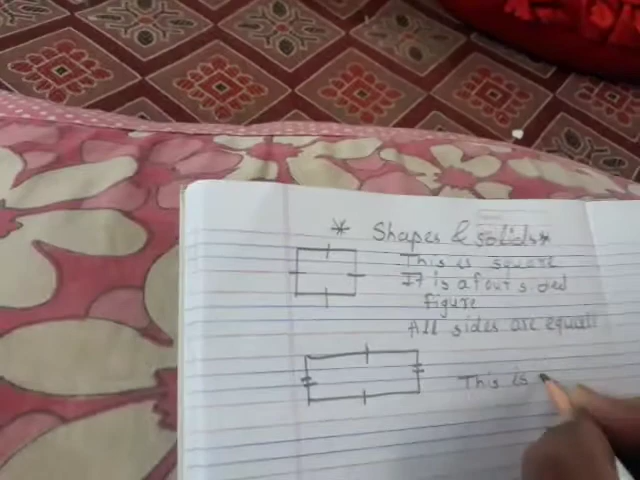 * Shapes & solids*
This is square
It is a four sided
figure
All sides are equal
This is